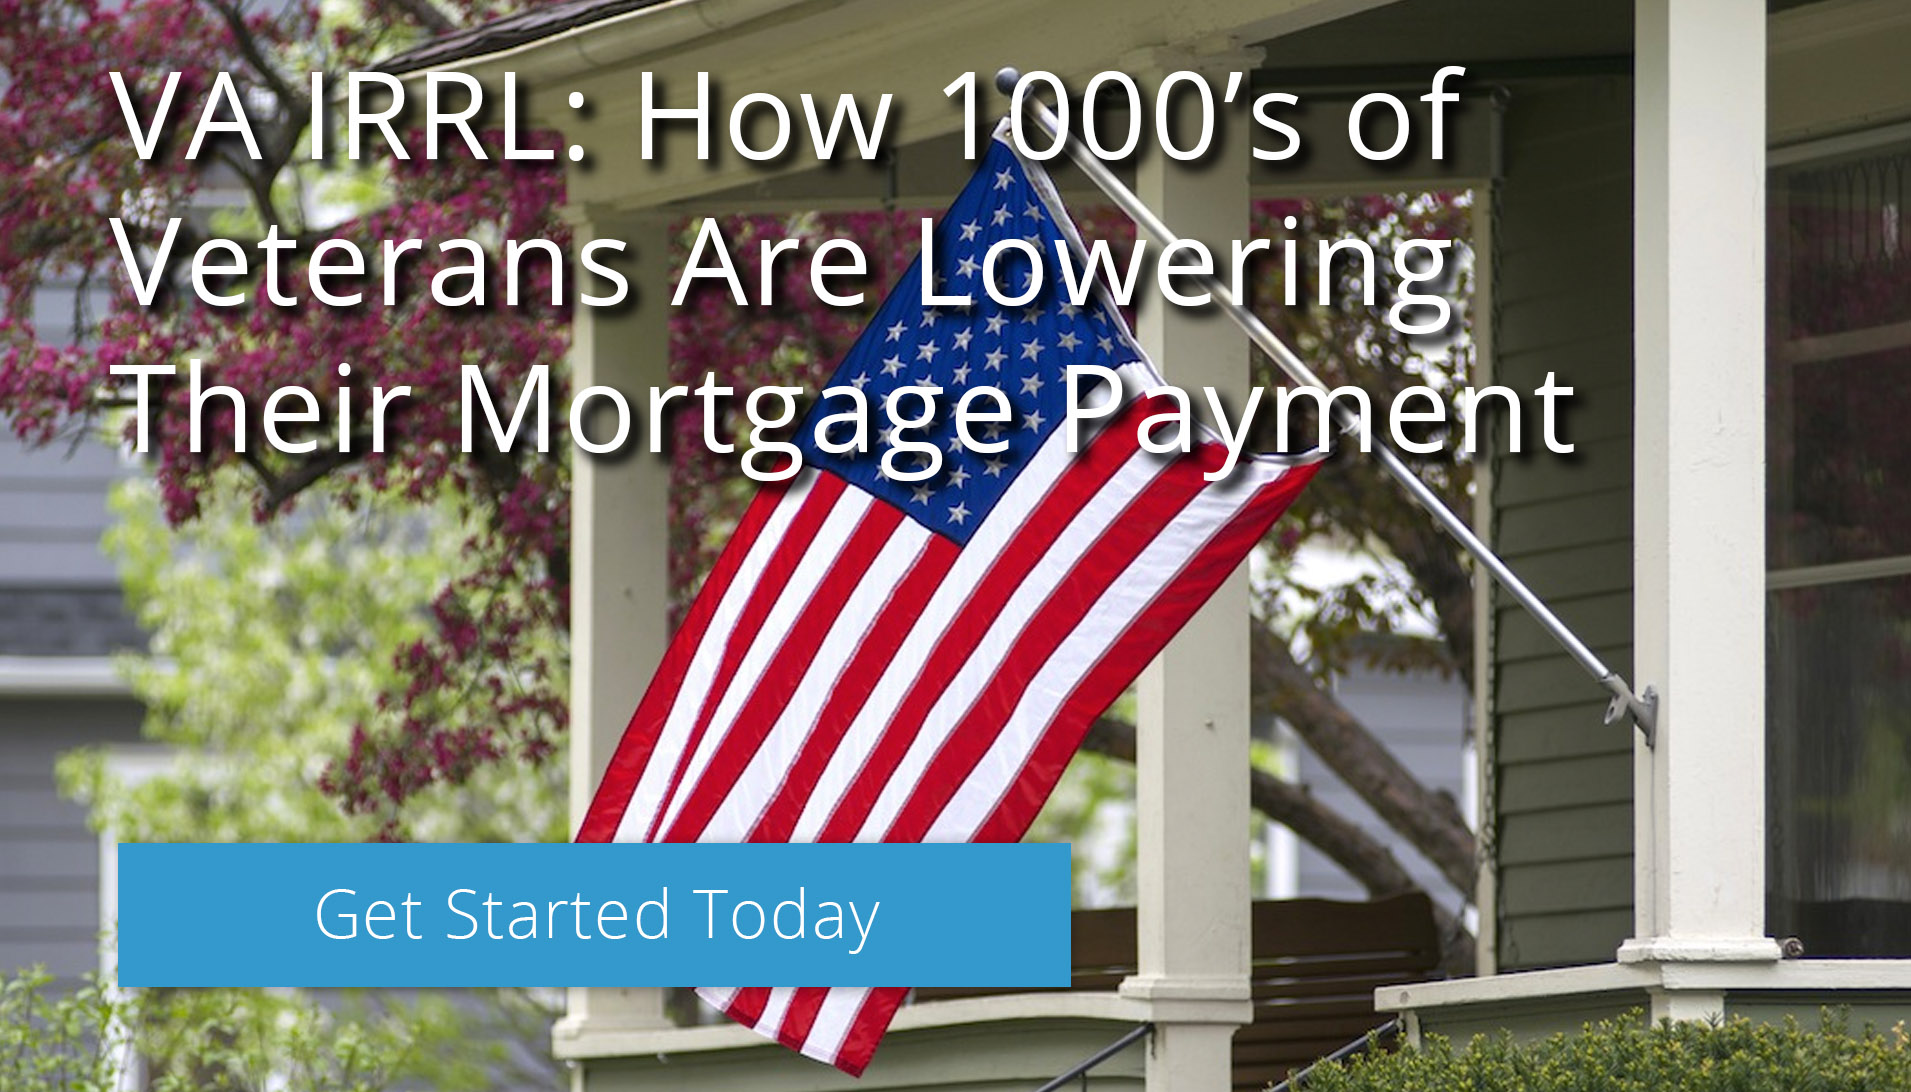 VA IRRL: How 1000’s of
Veterans Are Lowering
Their Mortgage Payment
Get Started Today